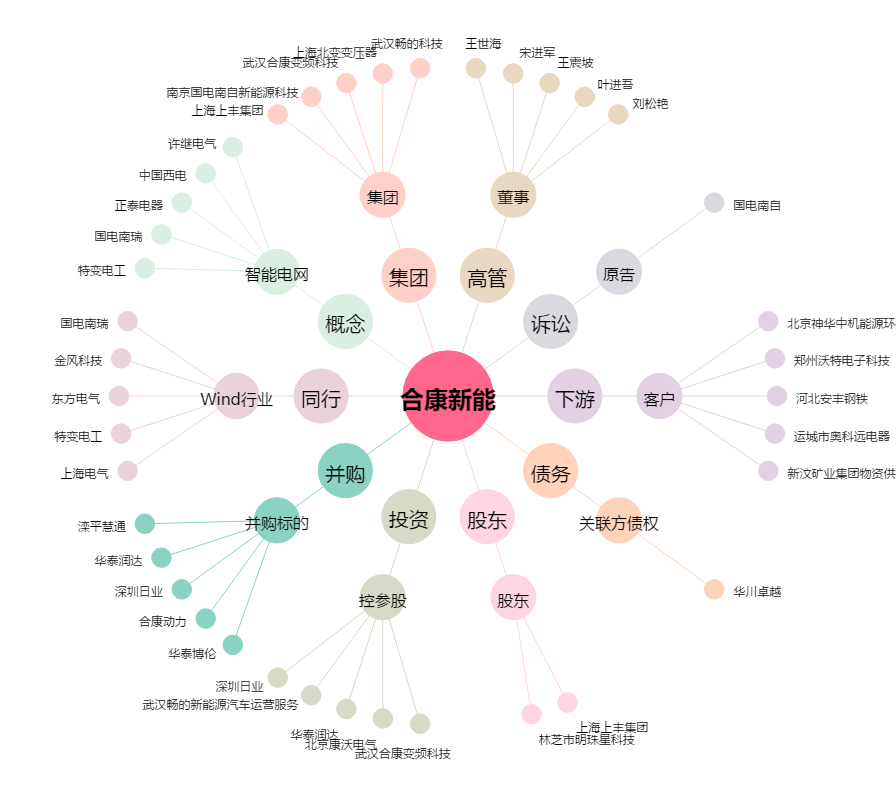 武汉畅的科技
上海北变变压器
武汉合康变频科技
南京国电南自新能源科技
上海上丰集团
集团
集团
王世海
宋进军
王震坡
叶进吾
刘松艳
董事
高管
国电南自
原告
诉讼
许继电气
中国西电
正泰电器
国电南瑞
特变电工
智能电网
概念
国电南瑞
金风科技
东方电气
特变电工
上海电气
Wind行业
同行
合康新能
下游
客户
北京神华中机能源环
郑州沃特电子科技
河北安丰钢铁
运城市奥科远电器
新汶矿业集团物资供
并购
并购标的
滦平慧通
华泰润达
深圳日业
合康动力
华泰博伦
投资
控参股
深圳日业
武汉畅的新能源汽车运营服务
华泰润达
北京康沃电气
武汉合康变频科技
股东
股东
上海上丰集团
林芝市明珠星科技
债务
关联方债权
华川卓越